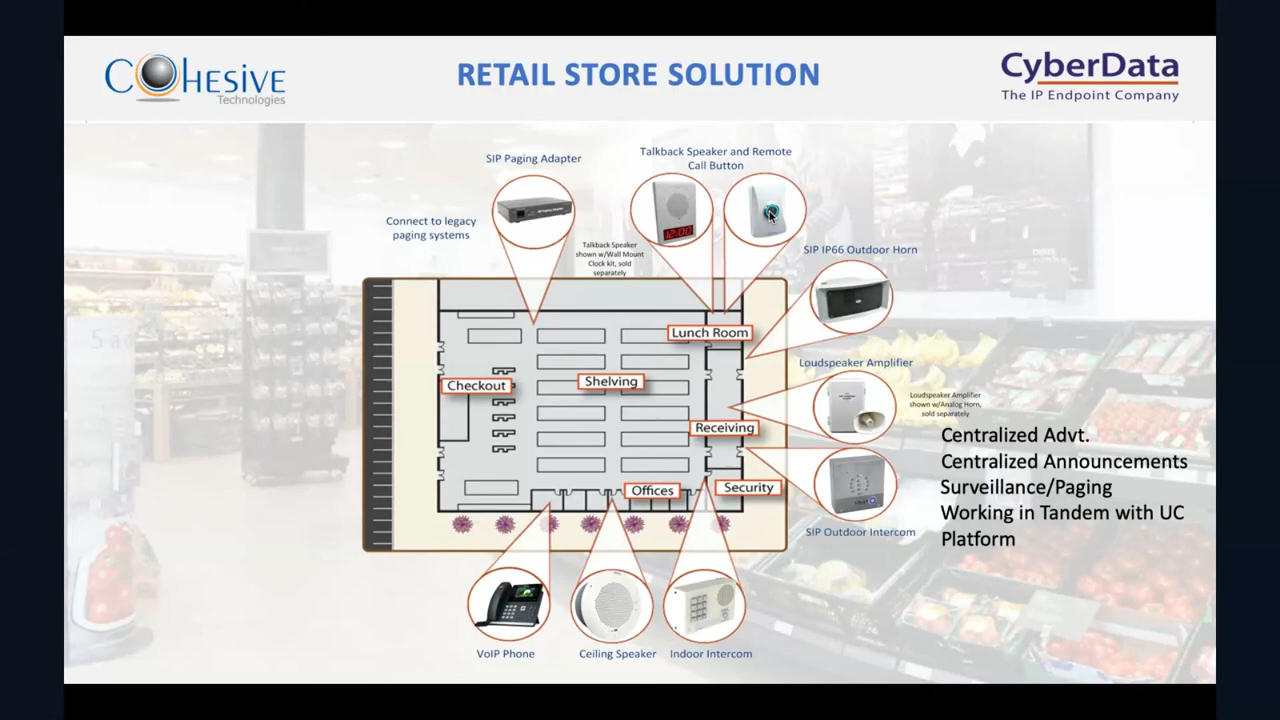 COHESIVE
Technologies
RETAIL STORE SOLUTION
CyberData
The IP Endpoint Company
SIP Paging Adapter
Talkback Speaker and Remote
Call Button
Connect to legacy
paging systems
Talkback Speaker
shown w/Wall Mount
Clock kit, sold
separately
12:00
SIP IP66 Outdoor Horn
Lunch Room
Loudspeaker Amplifier
Checkout
Shelving
Loudspeaker Amplifier
shown w/Analog Horn,
sold separately
Receiving
Centralized Advt.
Centralized Announcements
Surveillance/Paging
Working in Tandem with UC
Platform
Offices
Security
SIP Outdoor Intercom
VoIP Phone
Ceiling Speaker
Indoor Intercom